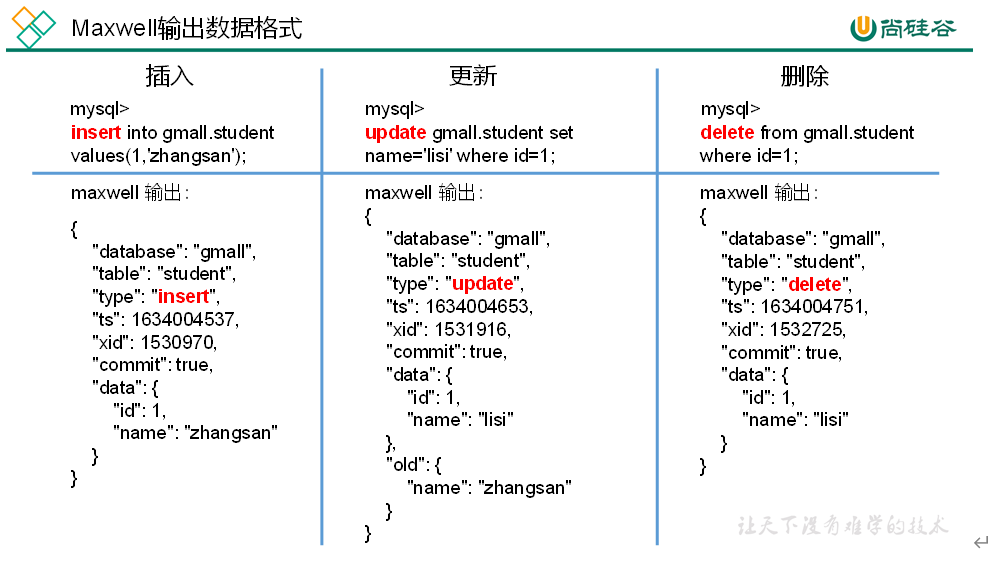 Maxwell输出数据格式
尚硅谷
插入
mysql>
insert into gmall.student
values(1,'zhangsan');
maxwell 输出:
{
"database": "gmall",
"table": "student",
"type": "insert",
"ts": 1634004537,
"xid": 1530970,
"commit": true,
"data": {
"id": 1,
"name": "zhangsan"
}
}
更新
mysql>
update gmall.student set
name='lisi' where id=1;
maxwell 输出:
{
"database": "gmall",
"table": "student",
"type": "update",
"ts": 1634004653,
"xid": 1531916,
"commit": true,
"data": {
"id": 1,
"name": "lisi"
},
"old": {
"name": "zhangsan"
}
}
删除
mysql>
delete from gmall.student
where id=1;
maxwell 输出:
{
"database": "gmall",
"table": "student",
"type": "delete",
"ts": 1634004751,
"xid": 1532725,
"commit": true,
"data": {
"id": 1,
"name": "lisi"
}
}
让天下没有难学的技术